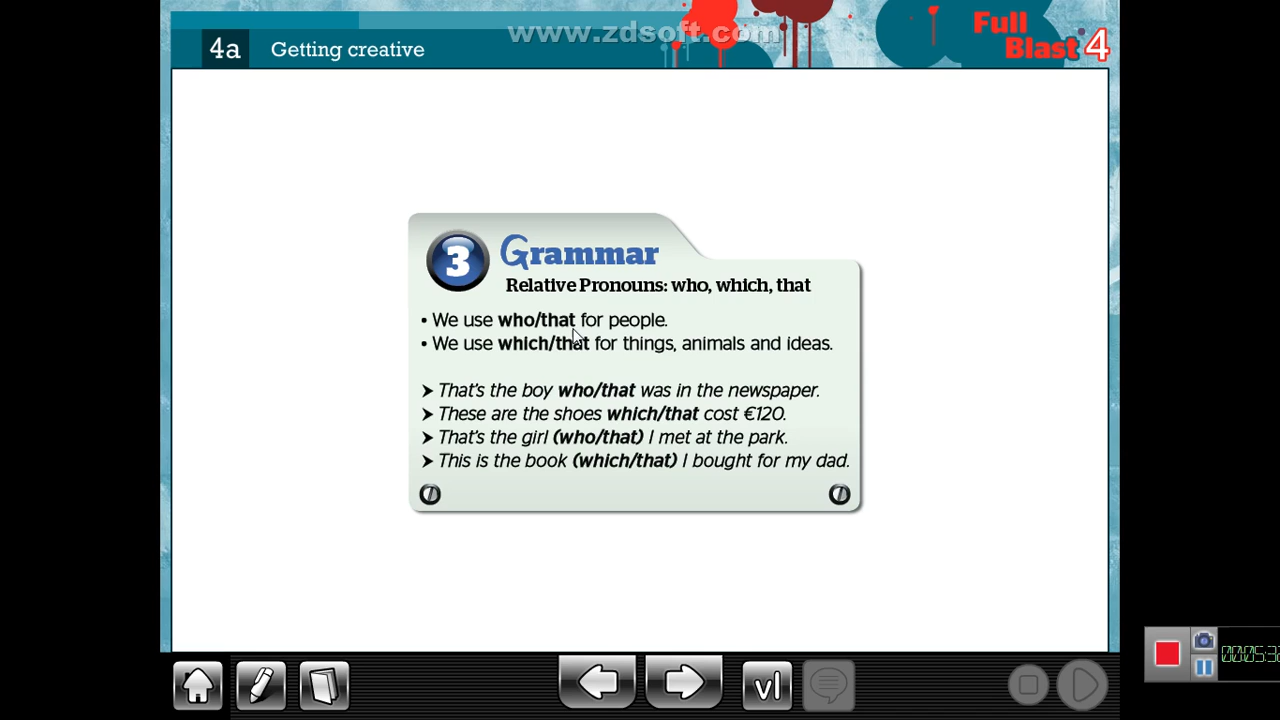 www.zdsoft.com
4a Getting creative
Full
Blast 4
3 Grammar
Relative Pronouns: who, which, that
• We use who/that for people.
• We use which/that for things, animals and ideas.
➤ That's the boy who/that was in the newspaper.
➤ These are the shoes which/that cost €120.
➤ That's the girl (who/that) I met at the park.
➤ This is the book (which/that) I bought for my dad.
vl